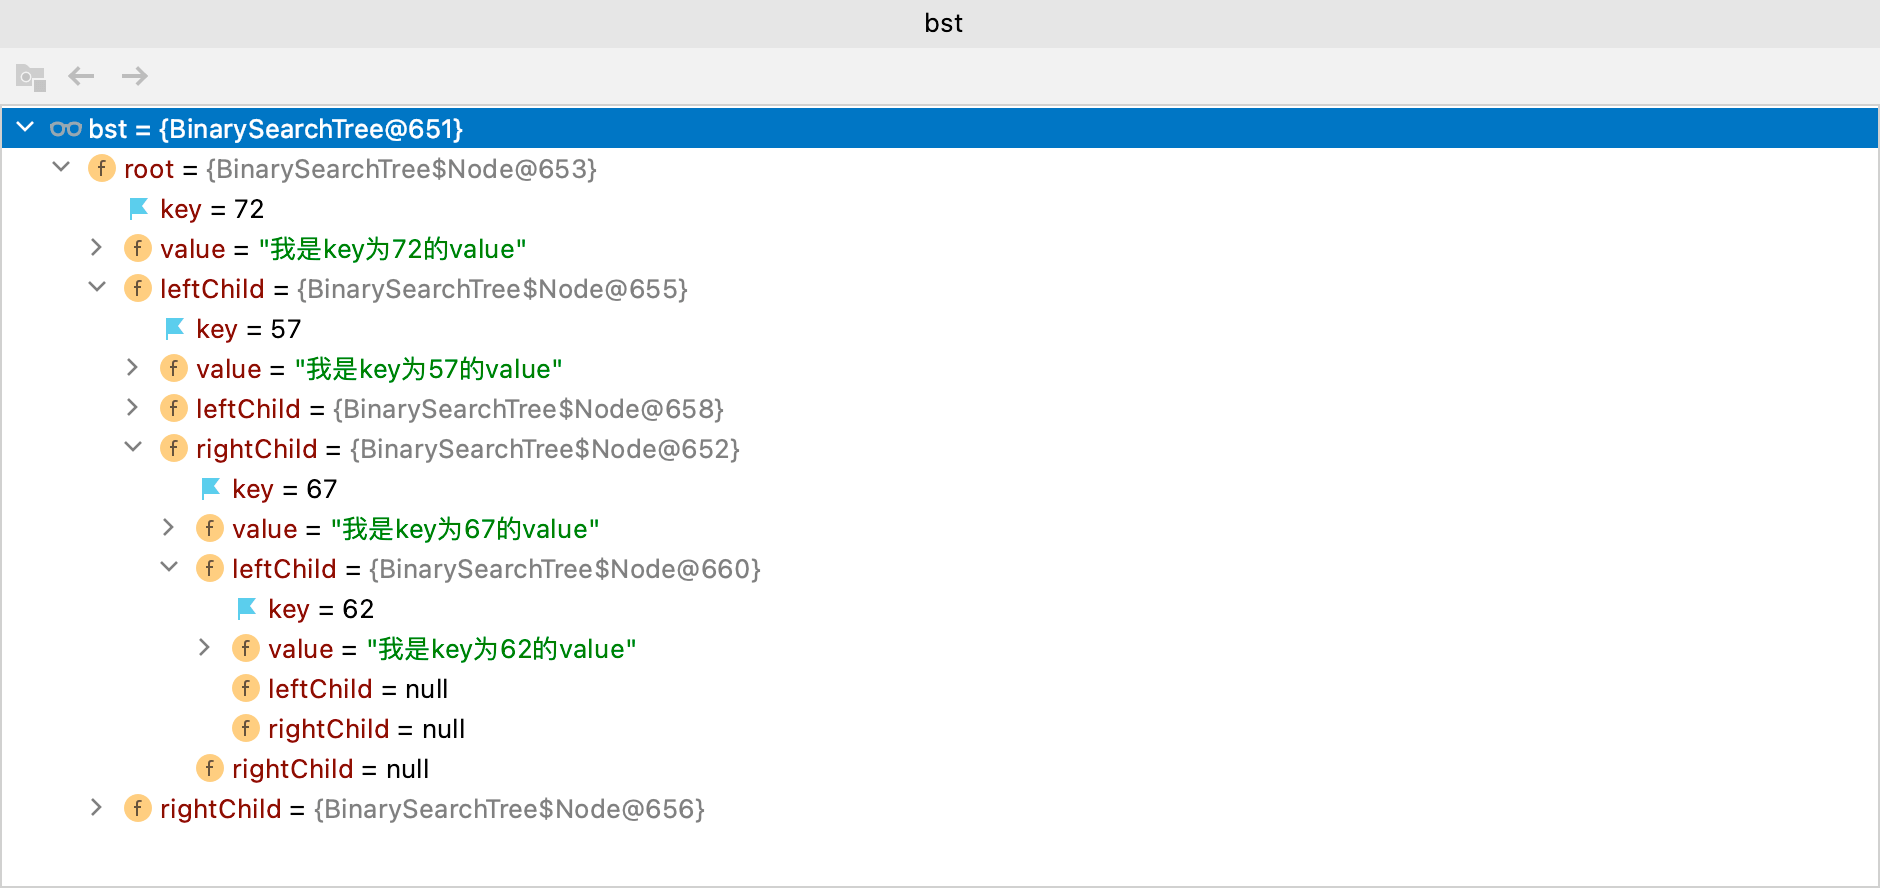 bst
bst = {BinarySearchTree@651}
f root = {BinarySearchTree$Node@653}
key = 72
f value = "我是key为72的value"
f leftChild = {BinarySearchTree$Node@655}
key = 57
f value = "我是key为57的value"
f leftChild = {BinarySearchTree$Node@658}
f rightChild = {BinarySearchTree$Node@652}
key = 67
f value = "我是key为67的value"
f leftChild = {BinarySearchTree$Node@660}
key = 62
f value = "我是key为62的value"
f leftChild = null
f rightChild = null
f rightChild = null
f rightChild = {BinarySearchTree$Node@656}